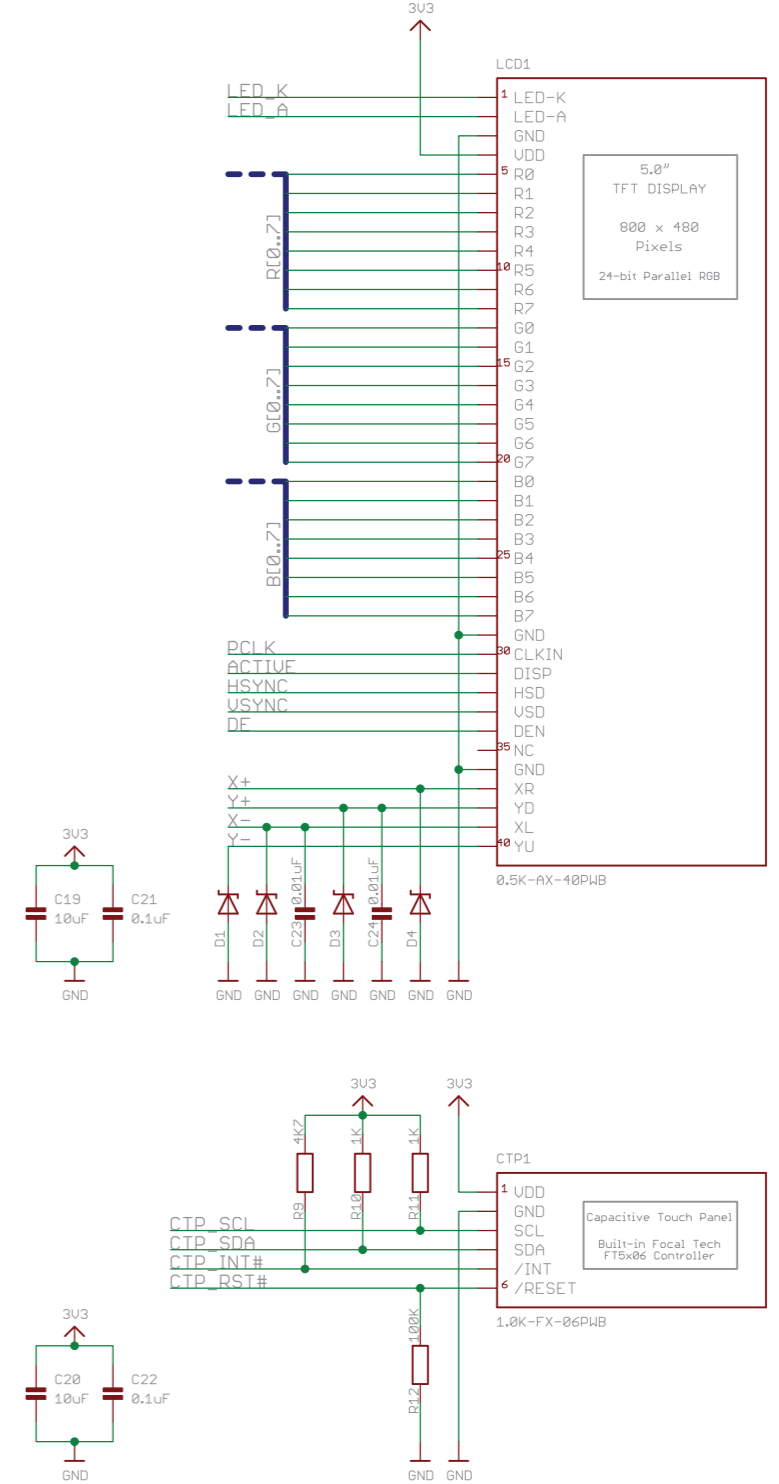 3V3
LCD1
LED_K
LED_A
1 LED-K
LED-A
GND
VDD
5 R0
R1
R2
R3
R4
10 R5
R6
R7
G0
G1
15 G2
G3
G4
G5
G6
20 G7
B0
B1
B2
B3
25 B4
B5
B6
B7
GND
30 CLKIN
DISP
HSD
VSD
DEN
35 NC
GND
XR
YD
XL
40 YU
5.0"
TFT DISPLAY
800 x 480
Pixels
24-bit Parallel RGB
R[0..7]
G[0..7]
B[0..7]
PCLK
ACTIVE
HSYNC
VSYNC
DE
X+
Y+
X-
Y-
0.5K-AX-40PWB
3V3
C19
10uF
C21
0.1uF
GND
D1
D2
C23
0.01uF
D3
C24
0.01uF
D4
GND
GND
GND
GND
GND
GND
GND
3V3
3V3
4K7
R9
1K
R10
1K
R11
CTP1
CTP_SCL
CTP_SDA
CTP_INT#
CTP_RST#
1 VDD
GND
SCL
SDA
/INT
6 /RESET
Capacitive Touch Panel
Built-in Focal Tech
FT5x06 Controller
1.0K-FX-06PWB
100K
R12
3V3
C20
10uF
C22
0.1uF
GND
GND
GND